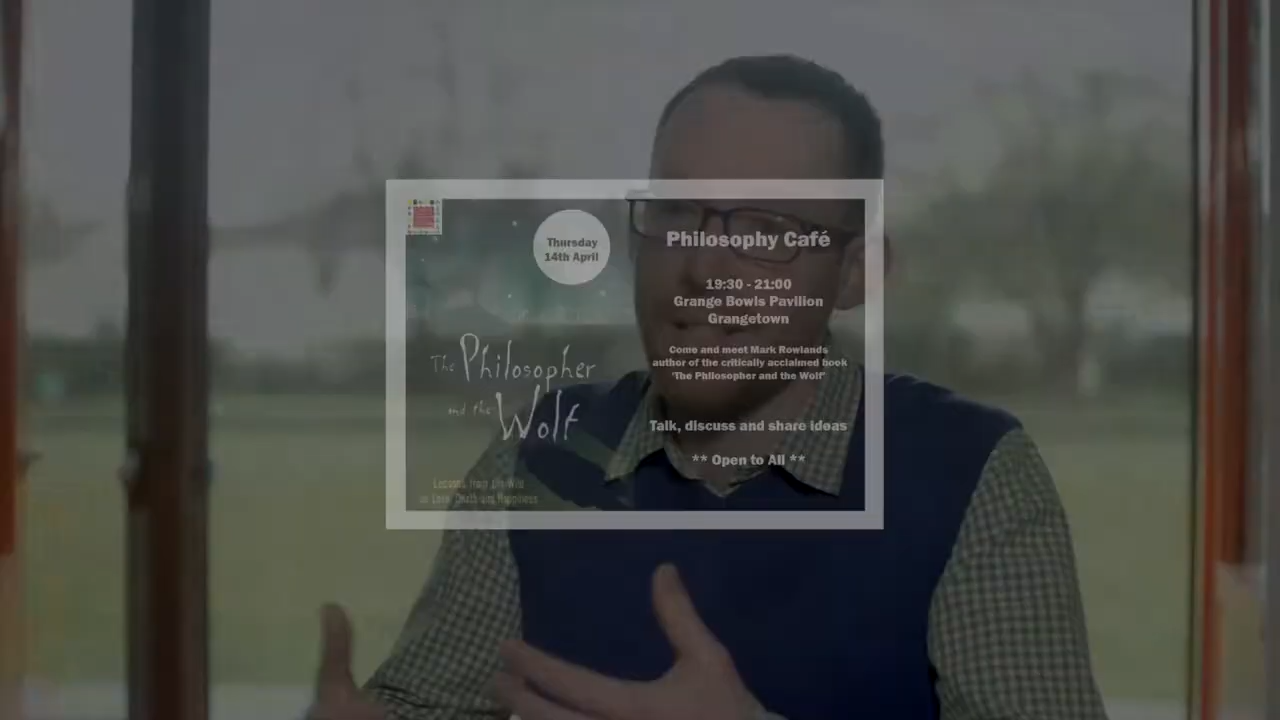 Thursday
14th April
The Philosopher
and the Wolf
Lessons from the Wild
on Love, Death and Happiness
Philosophy Café
19:30 - 21:00
Grange Bowls Pavilion
Grangetown
Come and meet Mark Rowlands
author of the critically acclaimed book
'The Philosopher and the Wolf'
Talk, discuss and share ideas
** Open to All **